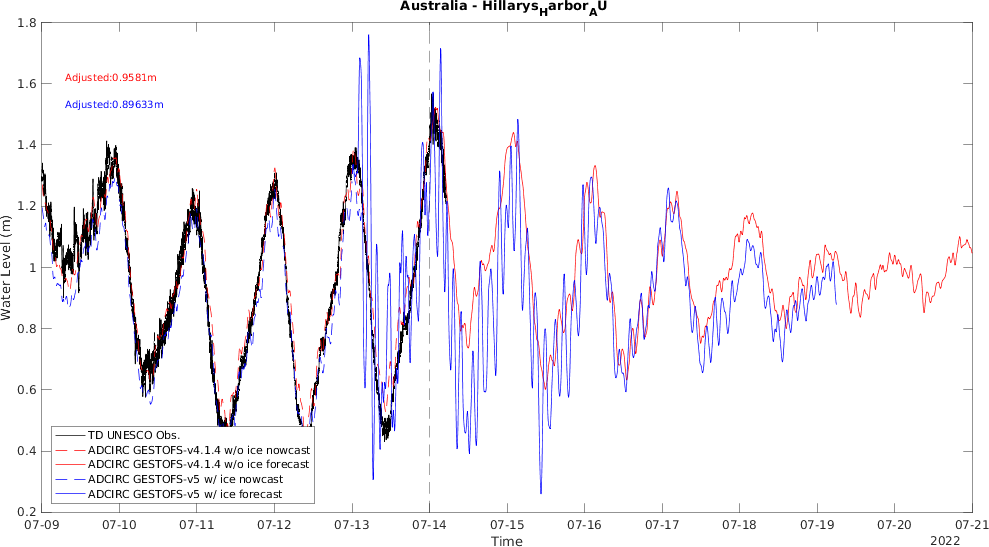 Australia - HillarysHarborAU
1.8
1.6
1.4
1.2
1
0.8
0.6
0.4
0.2
Water Level (m)
Adjusted:0.9581m
Adjusted:0.89633m
TD UNESCO Obs.
ADCIRC GESTOFS-v4.1.4 w/o ice nowcast
ADCIRC GESTOFS-v4.1.4 w/o ice forecast
ADCIRC GESTOFS-v5 w/ ice nowcast
ADCIRC GESTOFS-v5 w/ ice forecast
07-09 07-10 07-11 07-12 07-13 07-14 07-15 07-16 07-17 07-18 07-19 07-20 07-21
Time
2022